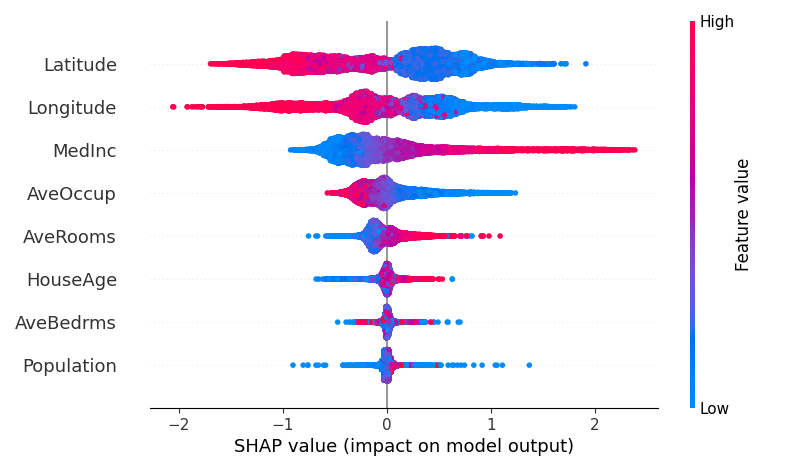 High
Latitude
Longitude
MedInc
AveOccup
AveRooms
HouseAge
AveBedrms
Population
Feature value
Low
−2
−1
0
1
2
SHAP value (impact on model output)